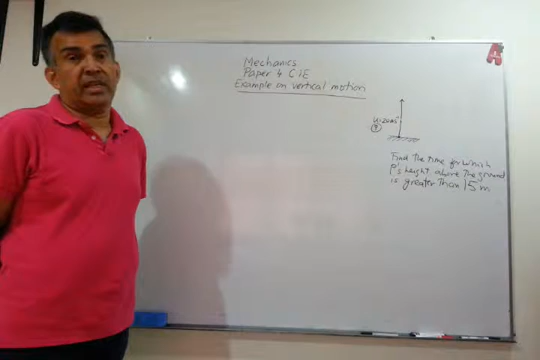 Mechanics
Paper 4 CIE
Example on vertical motion
P
Find the time for which
P's height above the ground
is greater than 15 m